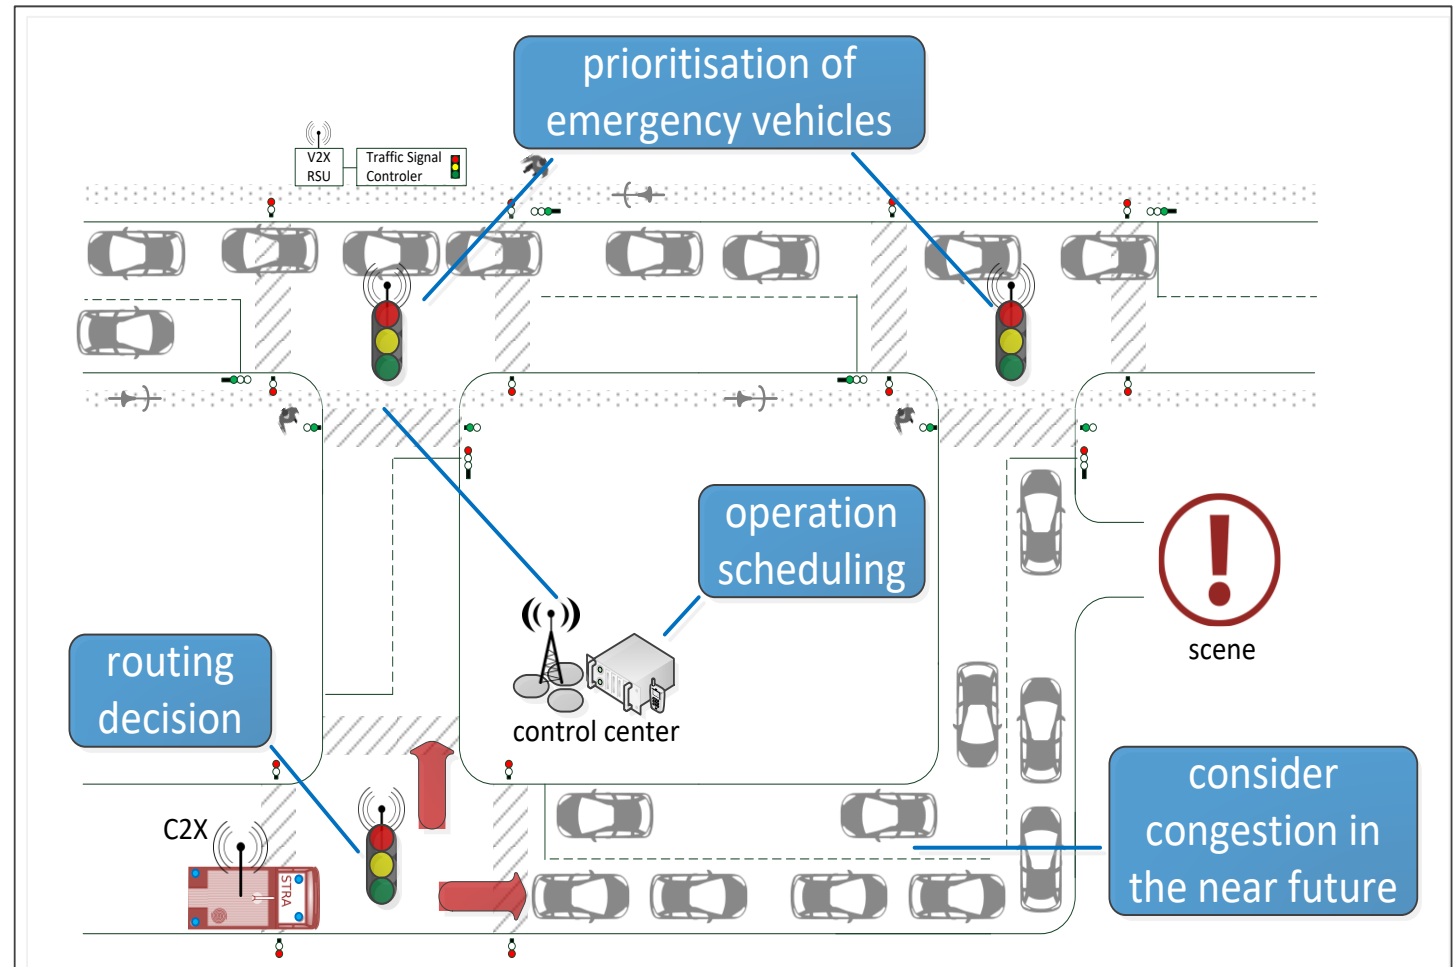 prioritisation of
emergency vehicles
V2X
RSU
Traffic Signal
Controler
operation
scheduling
scene
routing
decision
control center
consider
congestion in
the near future
C2X
STRA